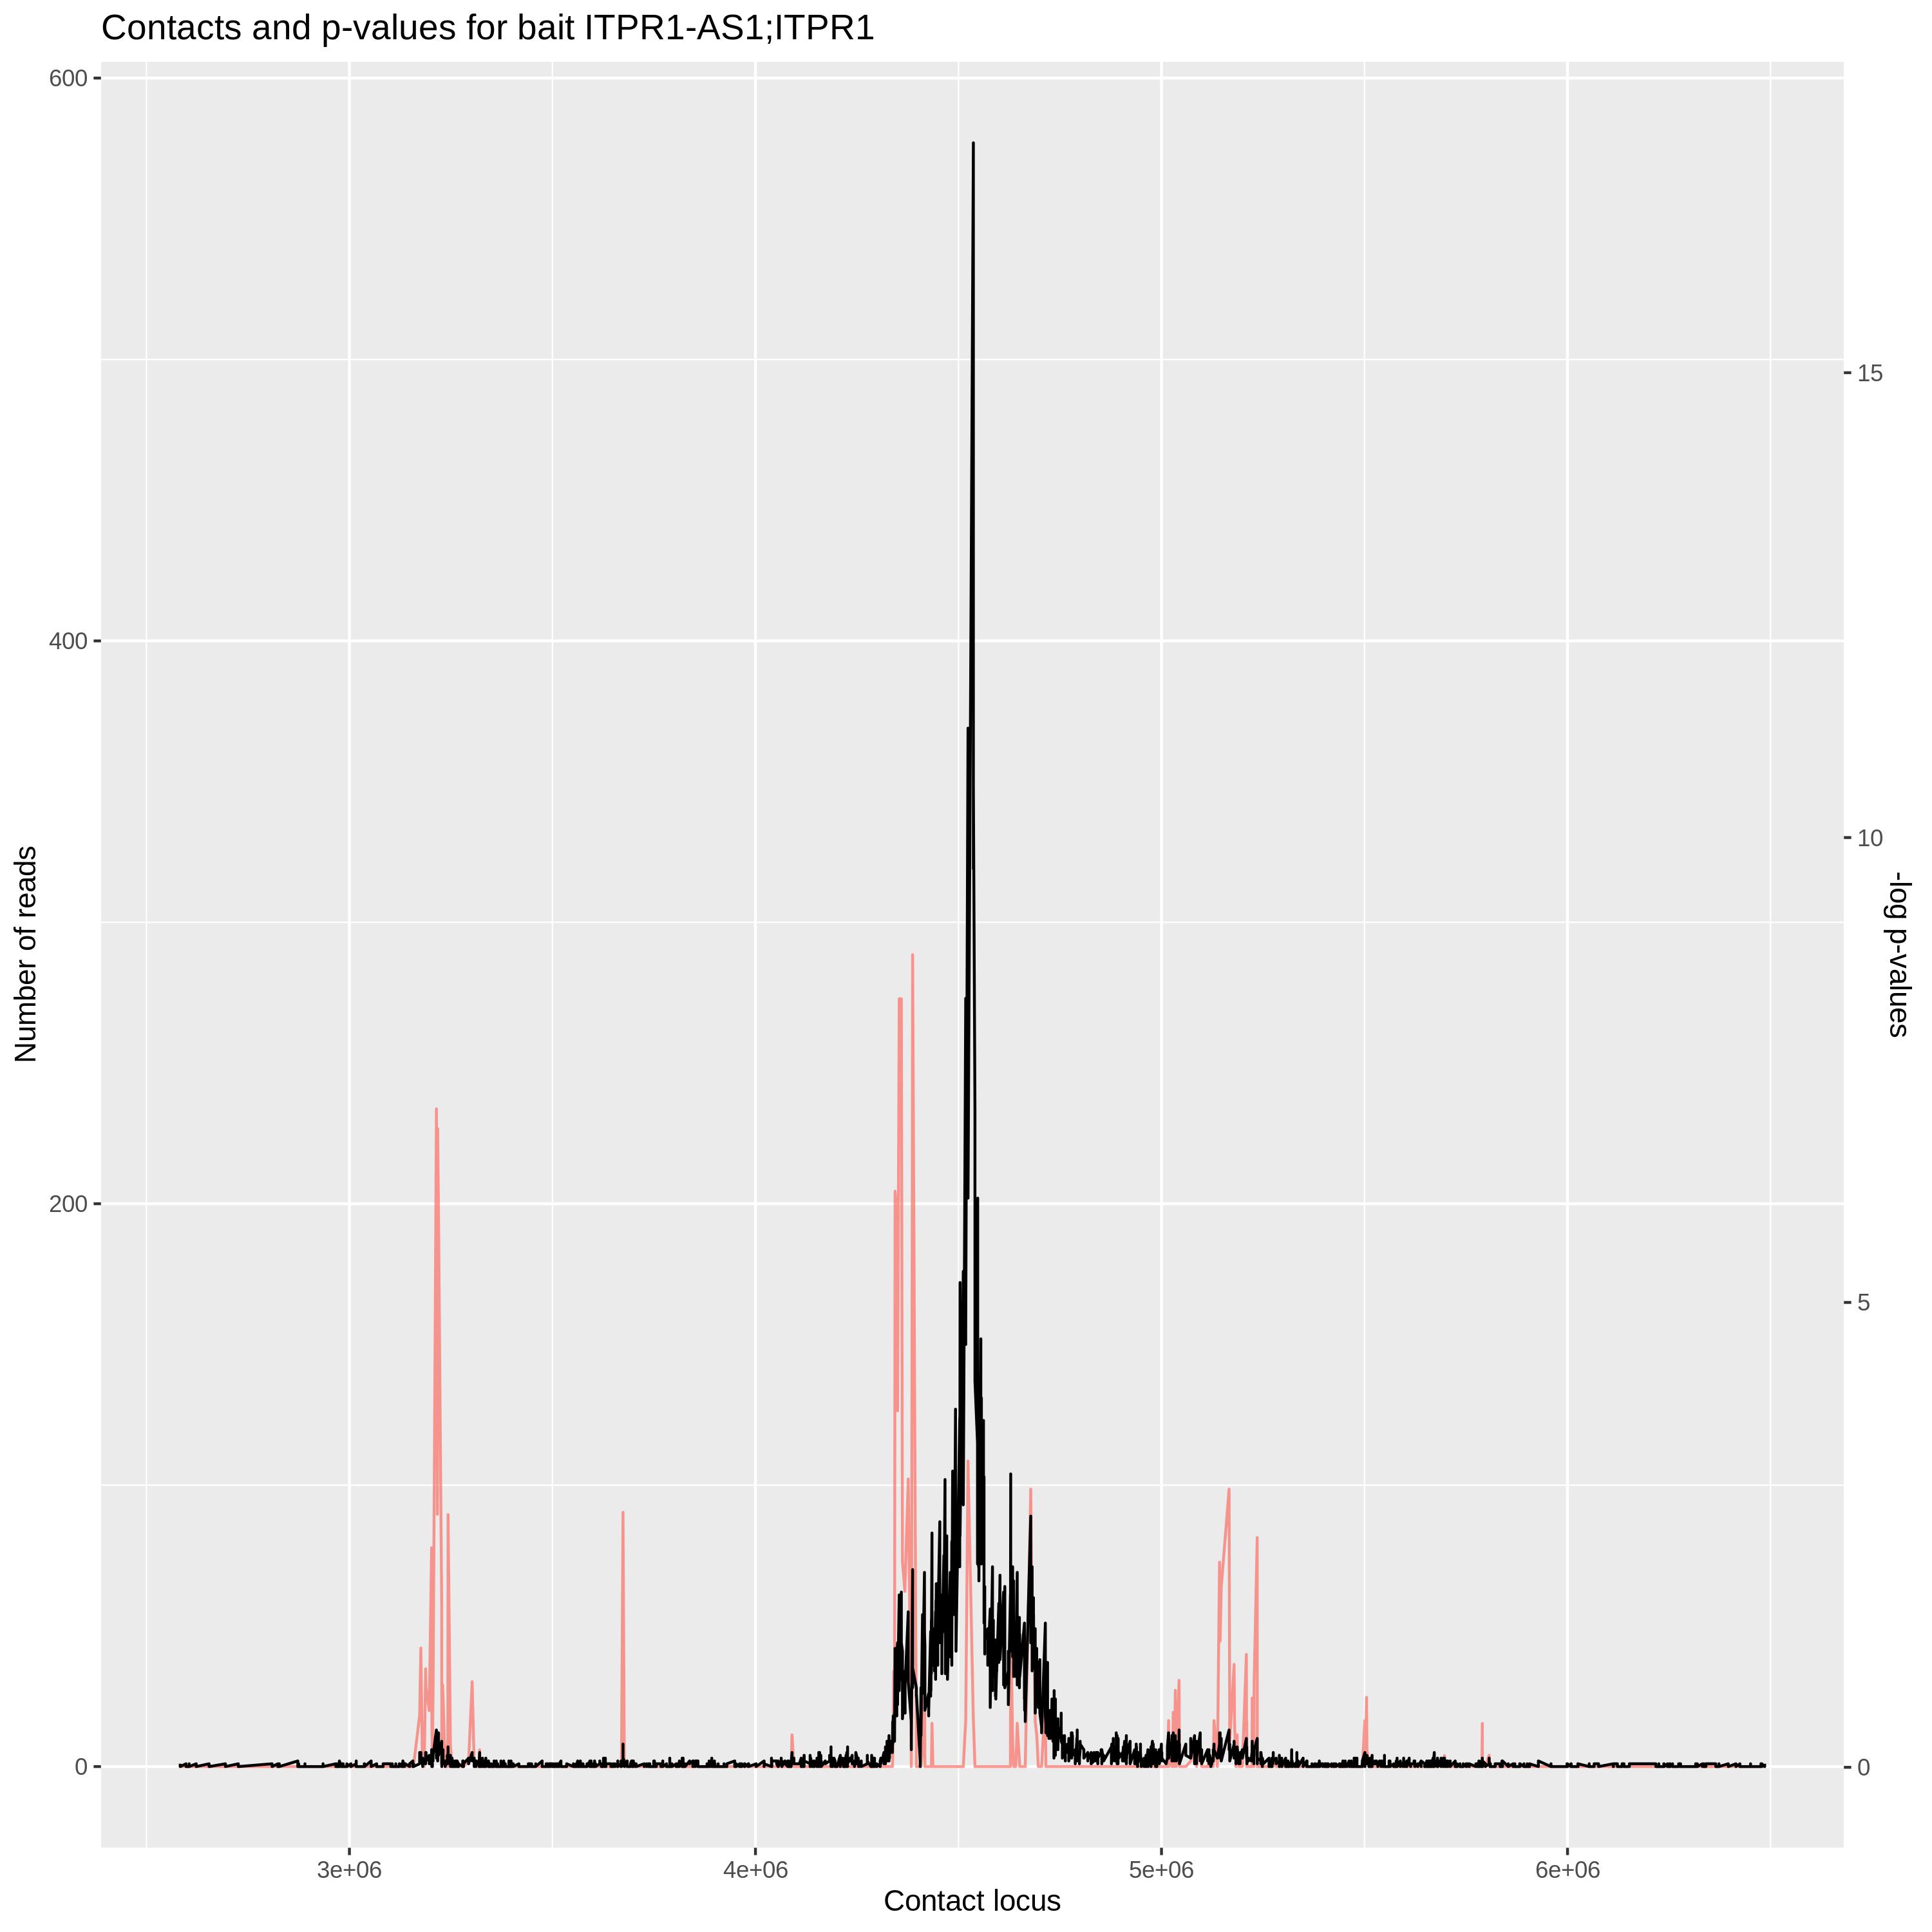 Contacts and p-values for bait ITPR1-AS1;ITPR1
600
400
200
0
Number of reads
15
10
5
0
-log p-values
3e+06
4e+06
5e+06
6e+06
Contact locus